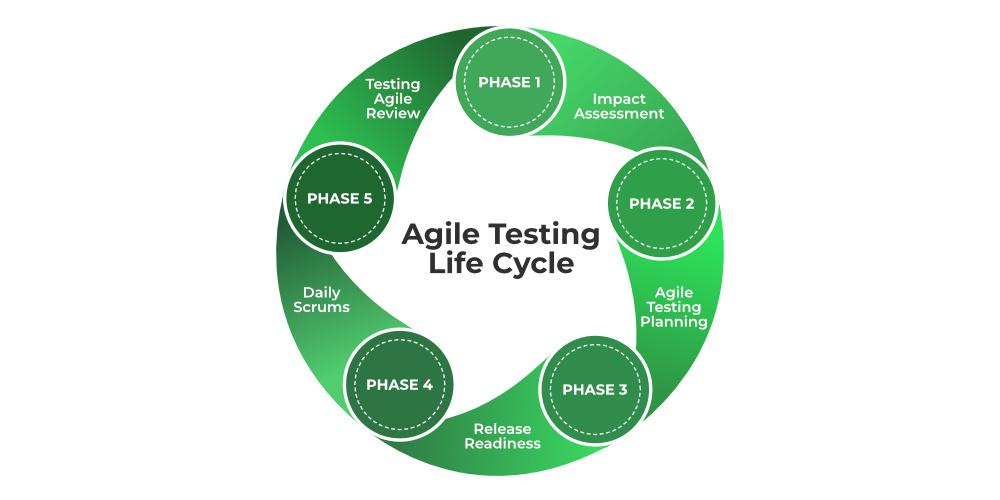 Agile Testing
Life Cycle
PHASE 1
Impact
Assessment
PHASE 2
Agile
Testing
Planning
PHASE 3
Release
Readiness
PHASE 4
Daily
Scrums
PHASE 5
Testing
Agile
Review